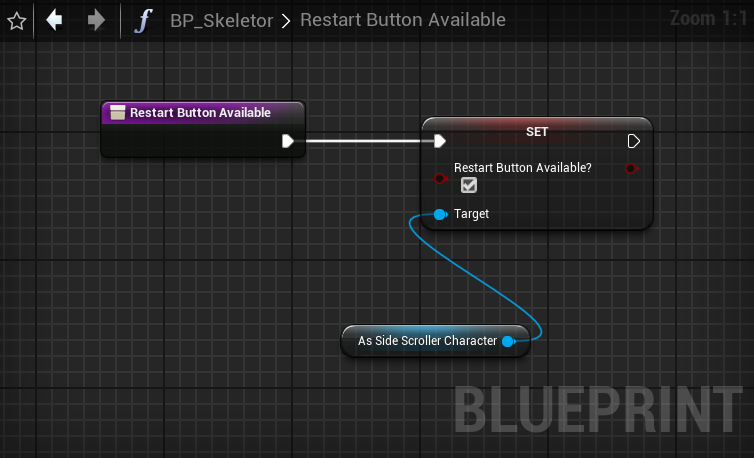 f BP_Skeletor > Restart Button Available
Zoom 1:1
Restart Button Available
SET
Restart Button Available?
Target
As Side Scroller Character
BLUEPRINT